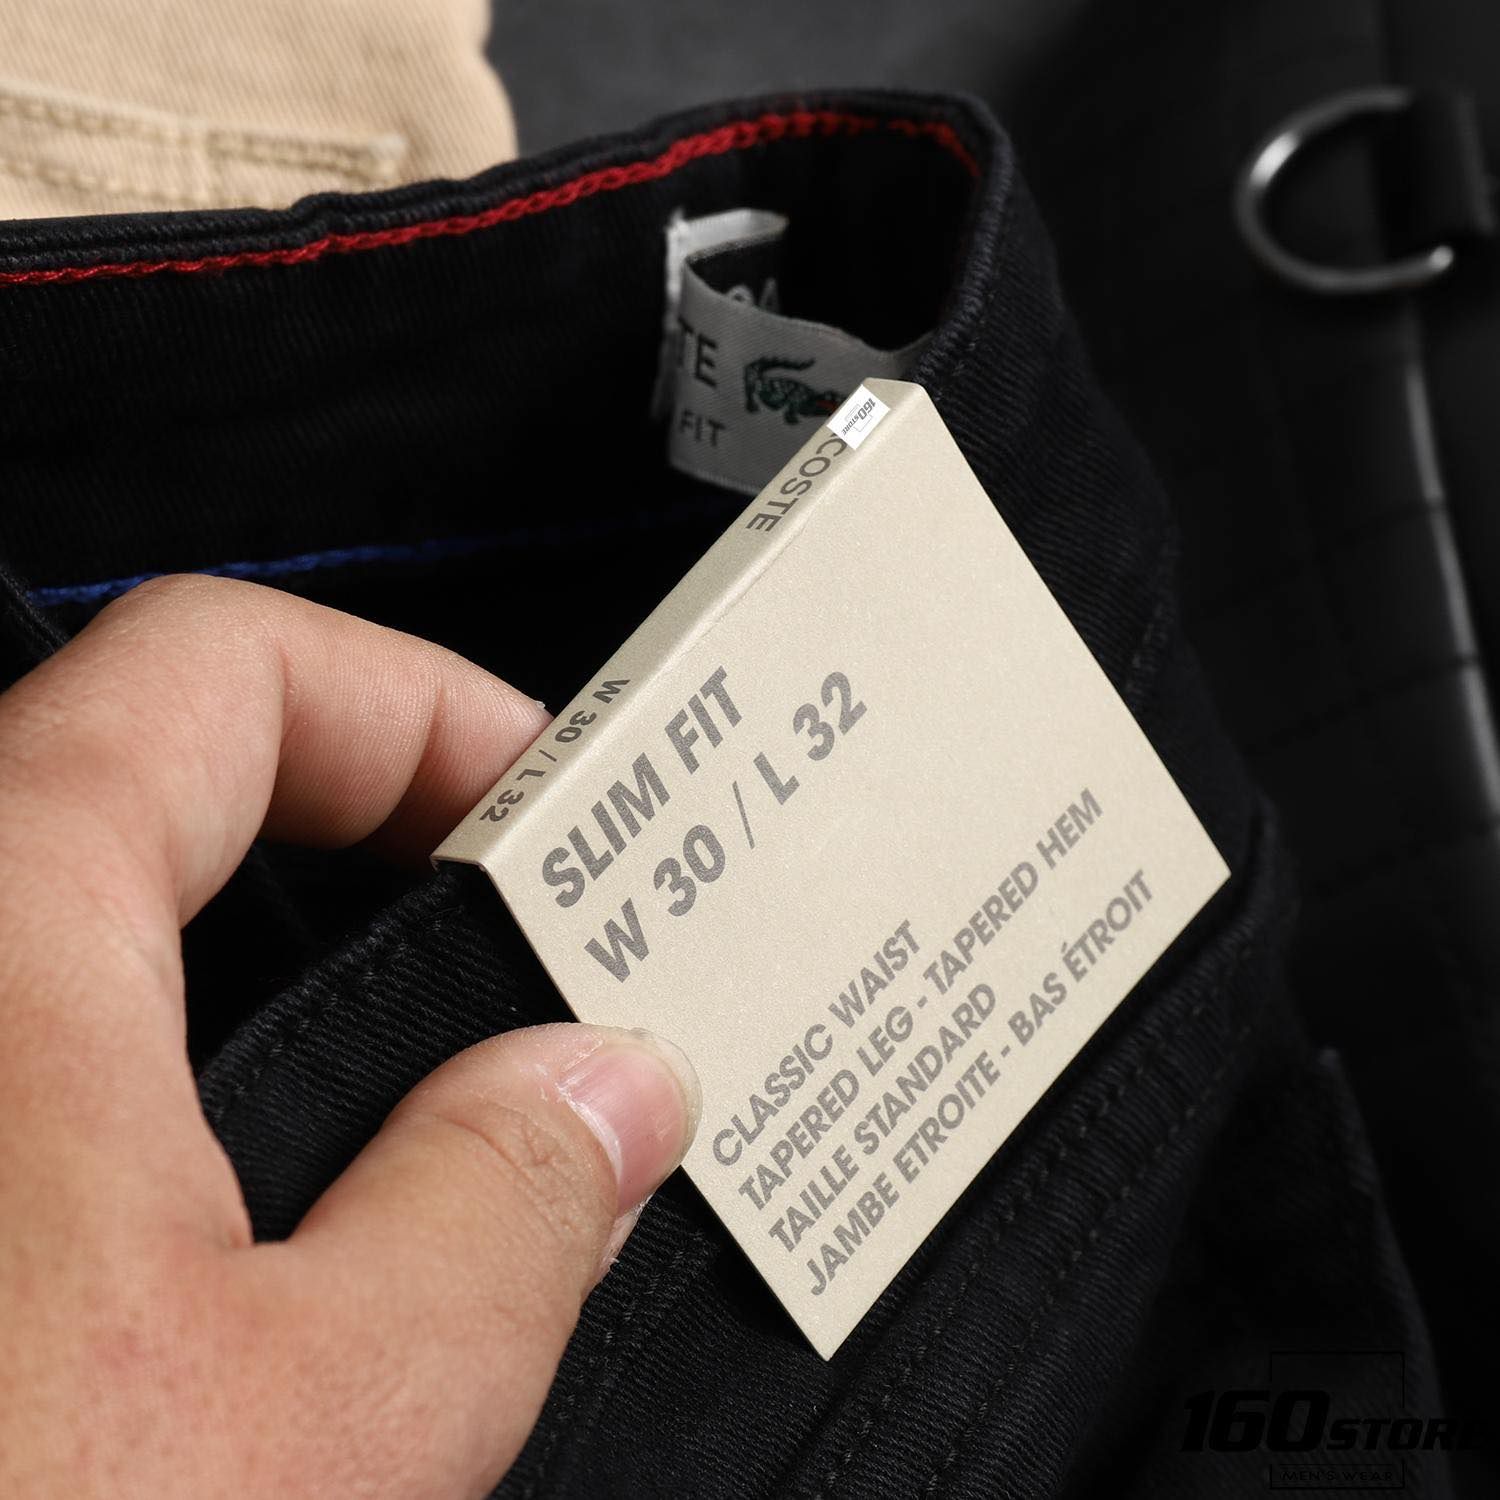 TE
FIT
160STORE
COSTE
W 30 / L 32
SLIM FIT
W 30 / L 32
CLASSIC WAIST
TAPERED LEG - TAPERED HEM
TAILLE STANDARD
JAMBE ETROITE - BAS ÉTROIT
160STORE
MEN'S WEAR